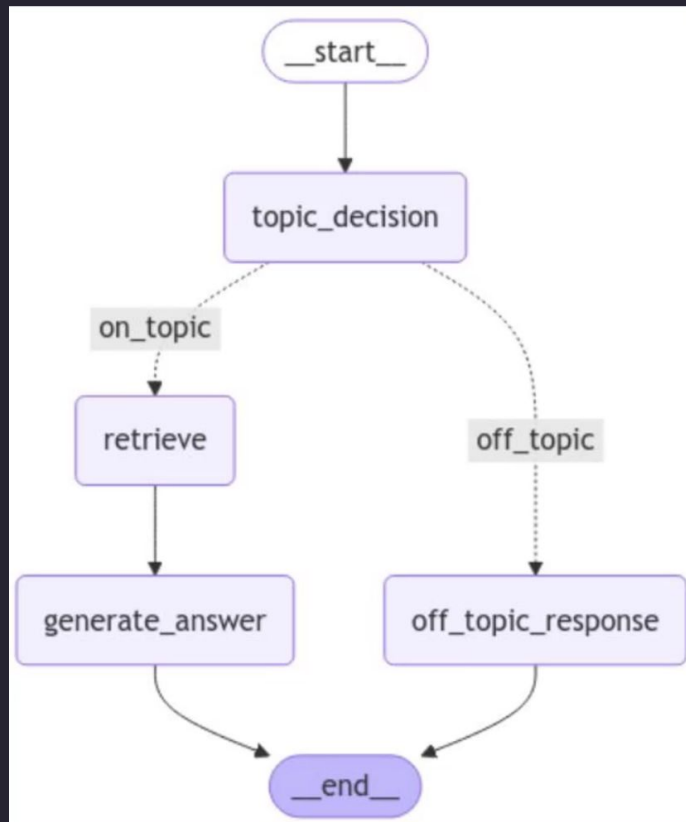 __start__
topic_decision
on_topic
retrieve
off_topic
generate_answer
off_topic_response
__end__